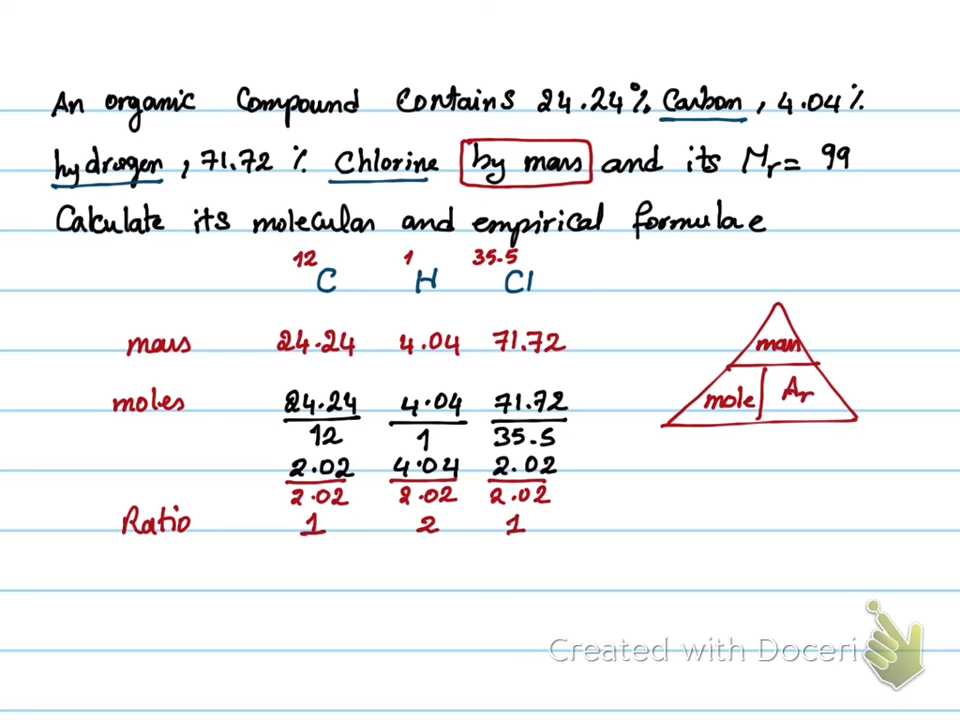 An organic Compound Contains 24.24% Carbon, 4.04%
hydrogen, 71.72 % Chlorine by mass and its Mr= 99
Calculate its molecular and empirical formulae
12 1 35.5
C H Cl
mass 24.24 4.04 71.72
mass
moles 24.24 4.04 71.72
mole Ar
12 1 35.5
2.02 4.04 2.02
2.02 2.02 2.02
Ratio 1 2 1
Created with Doceri